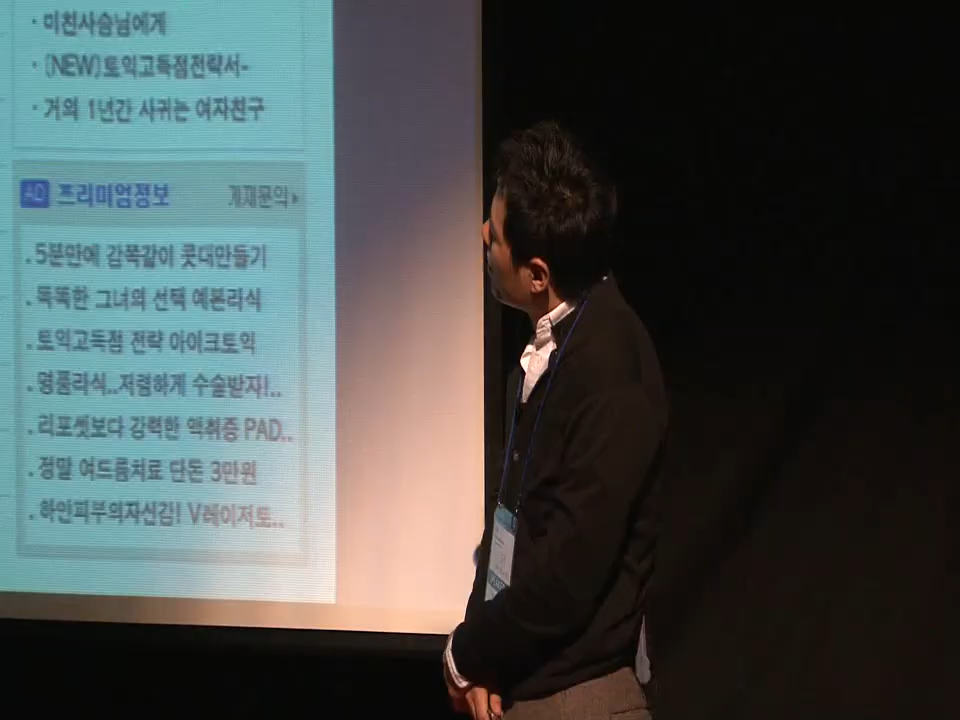 · 미친사슴님에게
· [NEW]토익고득점전략서-
· 거의 1년간 사귀는 여자친구
AD 프리미엄정보 게재문의▸
. 5분만에 감쪽같이 콧대만들기
. 똑똑한 그녀의 선택 예본라식
. 토익고득점 전략 아이크토익
. 명품라식..저렴하게 수술받자!..
. 리포셋보다 강력한 액취증 PAD..
. 정말 여드름치료 단돈 3만원
. 하얀피부의자신감! V레이저토..